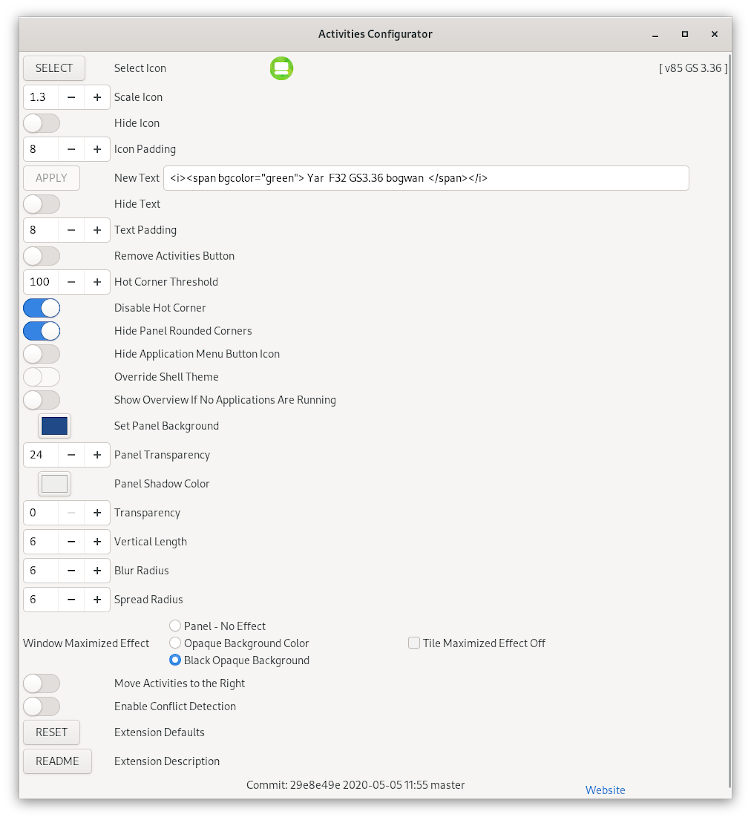 Activities Configurator
SELECT Select Icon [ v85 GS 3.36 ]
1.3 − + Scale Icon
Hide Icon
8 − + Icon Padding
APPLY New Text <i><span bgcolor="green"> Yar  F32 GS3.36 bogwan  </span></i>
Hide Text
8 − + Text Padding
Remove Activities Button
100 − + Hot Corner Threshold
Disable Hot Corner
Hide Panel Rounded Corners
Hide Application Menu Button Icon
Override Shell Theme
Show Overview If No Applications Are Running
Set Panel Background
24 − + Panel Transparency
Panel Shadow Color
0 − + Transparency
6 − + Vertical Length
6 − + Blur Radius
6 − + Spread Radius
Panel - No Effect
Window Maximized Effect Opaque Background Color Tile Maximized Effect Off
Black Opaque Background
Move Activities to the Right
Enable Conflict Detection
RESET Extension Defaults
README Extension Description
Commit: 29e8e49e 2020-05-05 11:55 master
Website